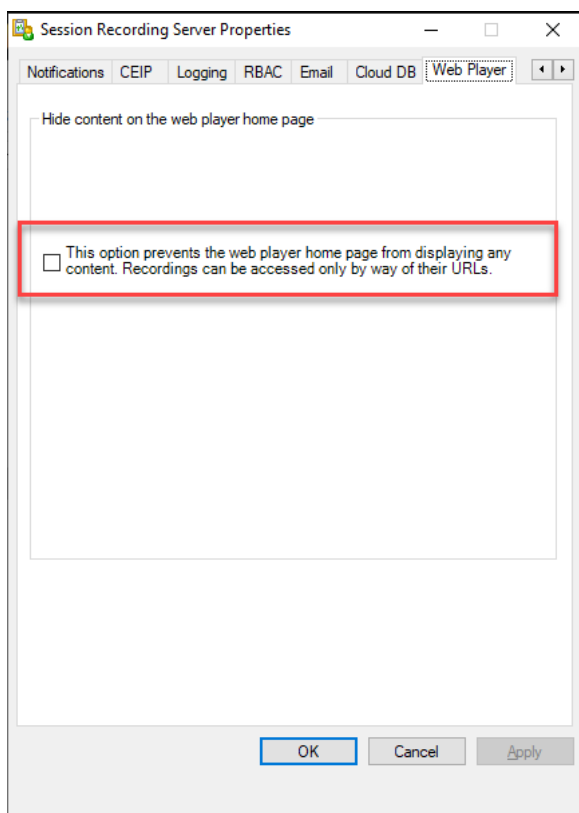 Session Recording Server Properties
Notifications CEIP Logging RBAC Email Cloud DB Web Player
Hide content on the web player home page
This option prevents the web player home page from displaying any
content. Recordings can be accessed only by way of their URLs.
OK Cancel Apply